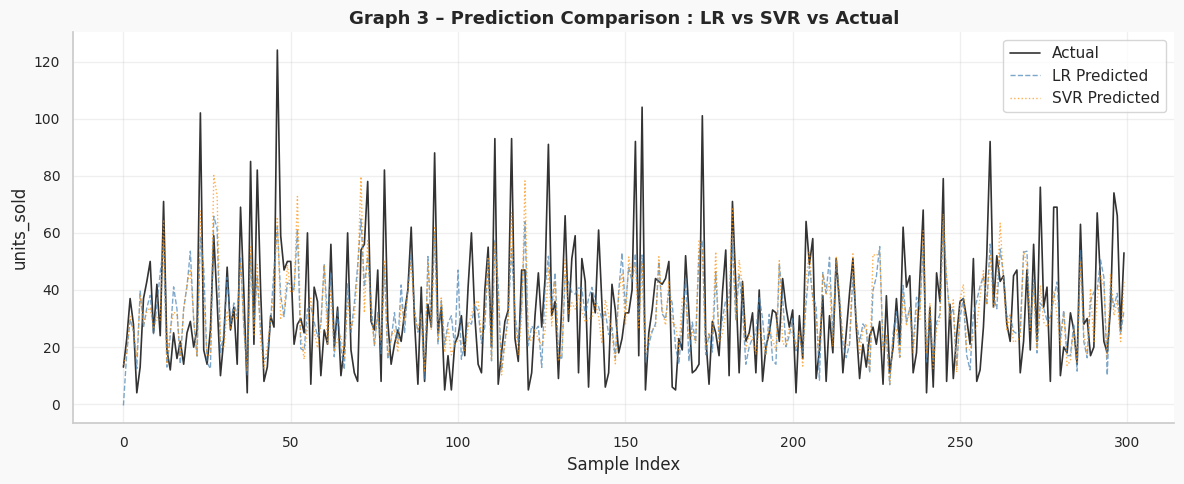 Graph 3 – Prediction Comparison : LR vs SVR vs Actual
Actual
LR Predicted
SVR Predicted
120
100
80
60
40
20
0
units_sold
0 50 100 150 200 250 300
Sample Index